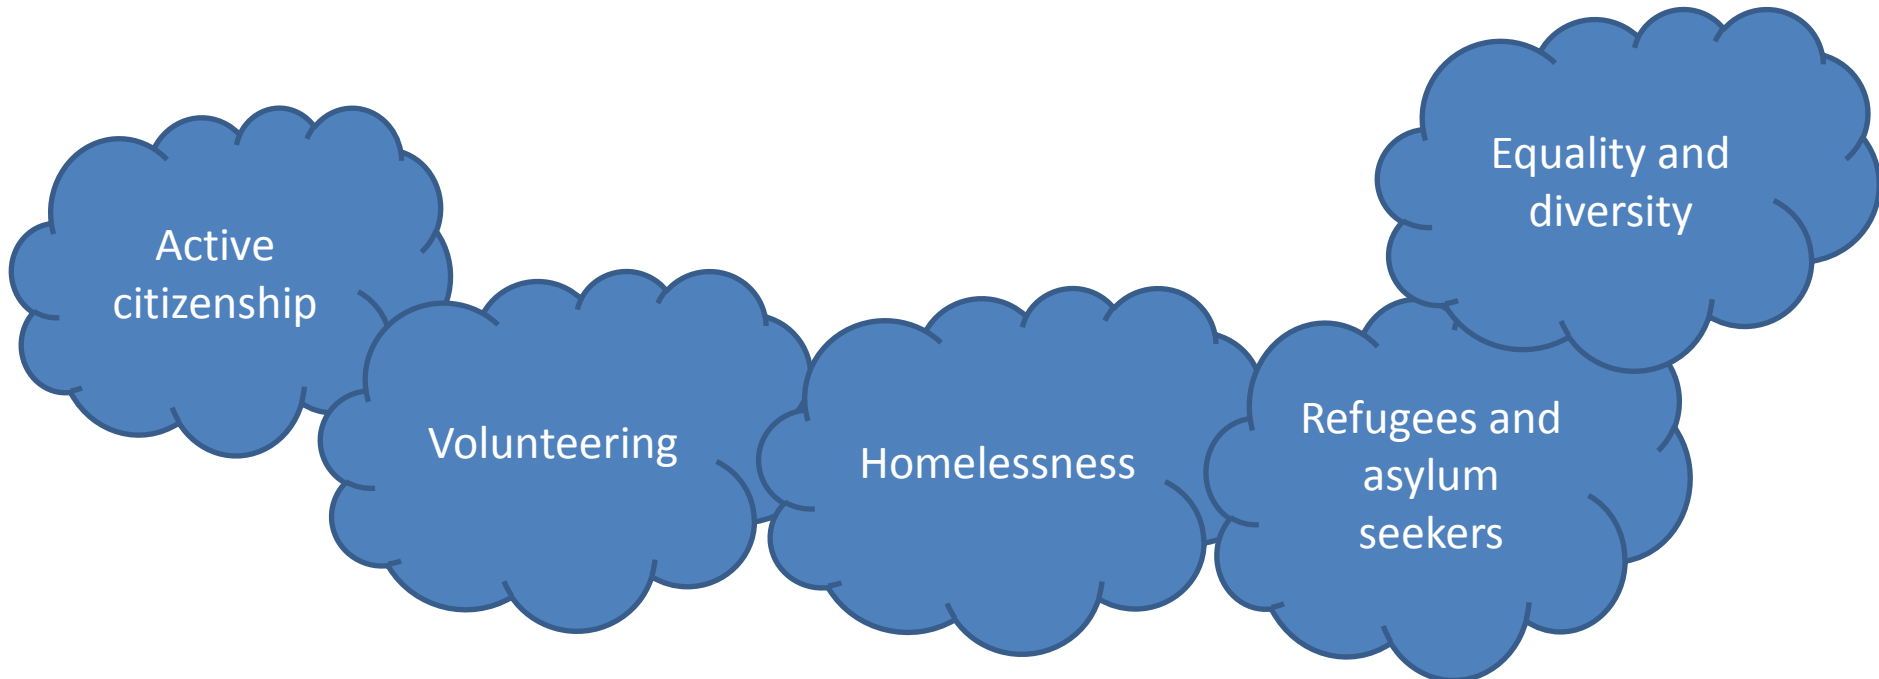 Active
citizenship
Volunteering
Homelessness
Refugees and
asylum
seekers
Equality and
diversity